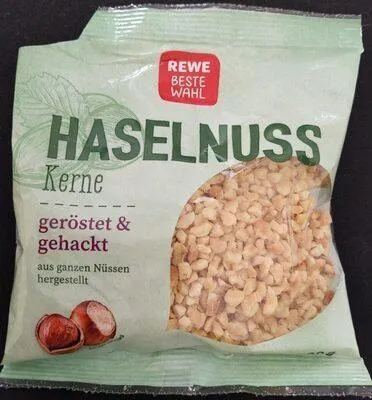 REWE
BESTE
WAHL
HASELNUSS
Kerne
geröstet &
gehackt
aus ganzen Nüssen
hergestellt